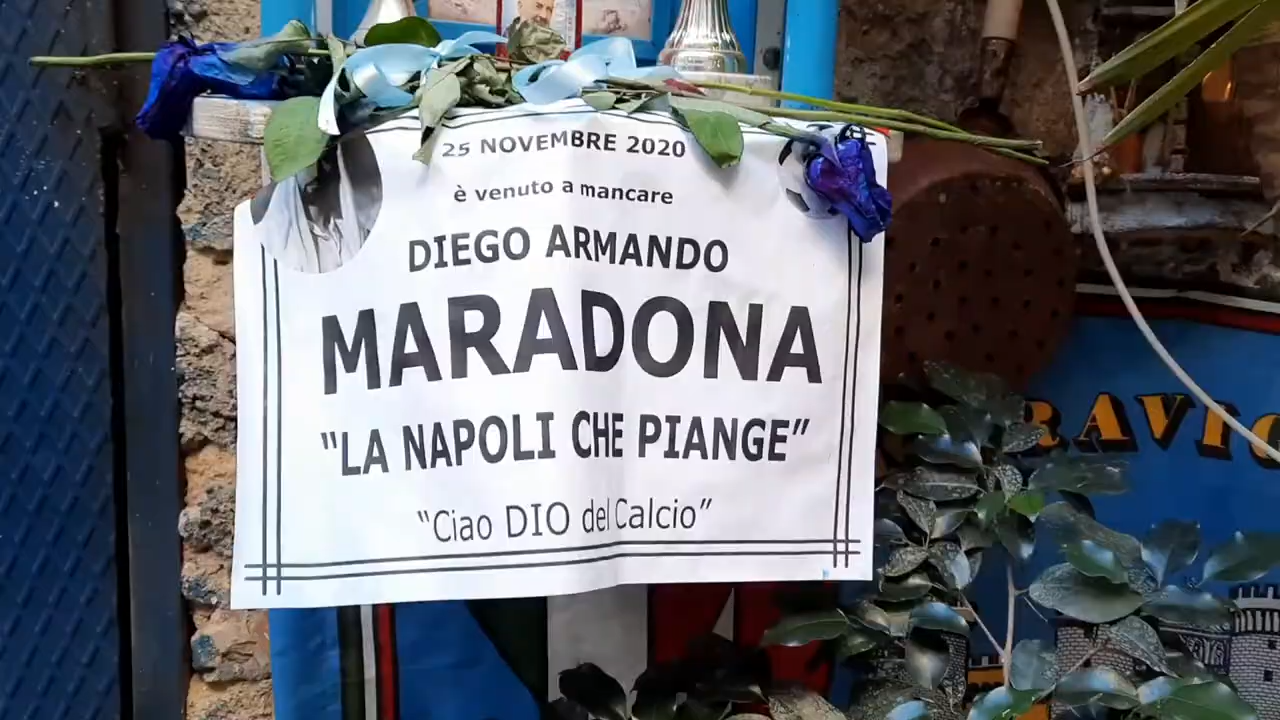 25 NOVEMBRE 2020
è venuto a mancare
DIEGO ARMANDO
MARADONA
“LA NAPOLI CHE PIANGE”
“Ciao DIO del Calcio”